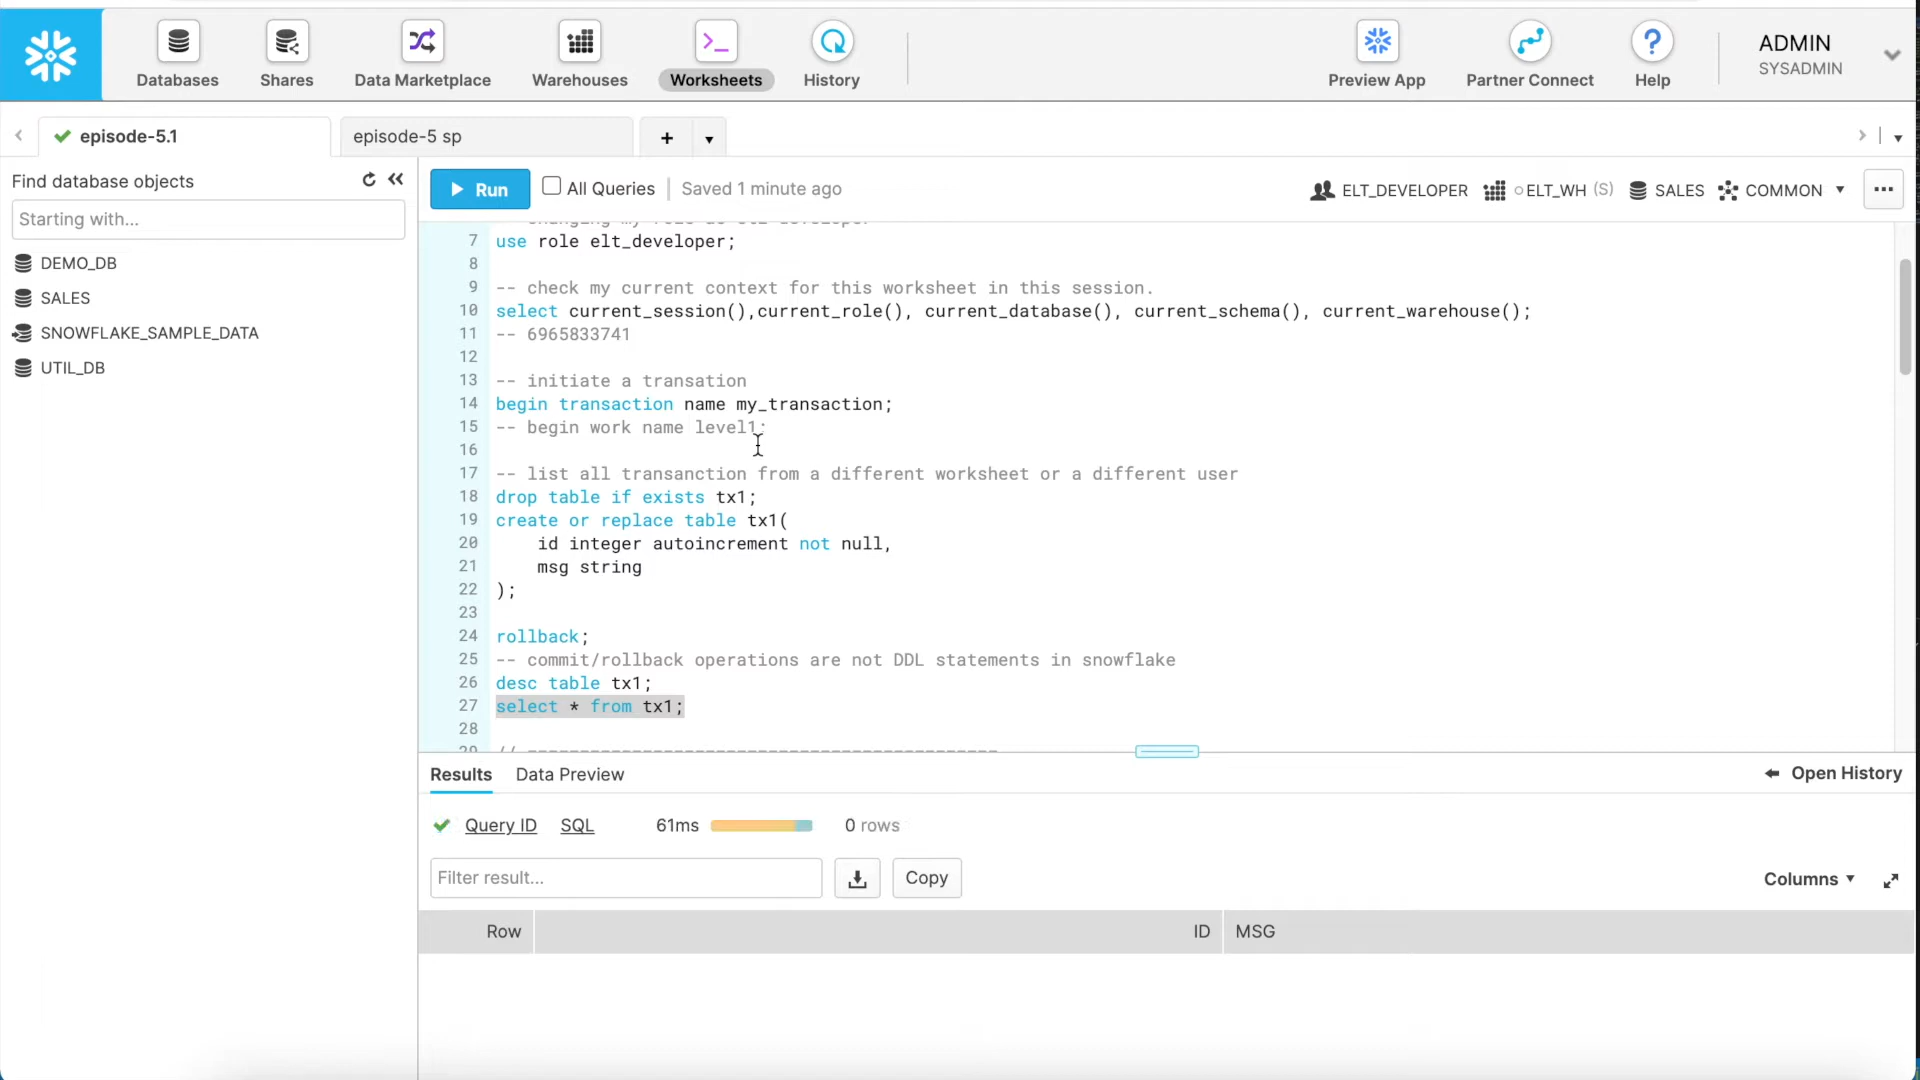 Databases
Shares
Data Marketplace
Warehouses
Worksheets
History
Preview App
Partner Connect
Help
ADMIN
SYSADMIN
episode-5.1
episode-5 sp
+
Find database objects
Starting with...
DEMO_DB
SALES
SNOWFLAKE_SAMPLE_DATA
UTIL_DB
Run
All Queries
Saved 1 minute ago
ELT_DEVELOPER
ELT_WH (S)
SALES
COMMON
7 use role elt_developer;
8
9 -- check my current context for this worksheet in this session.
10 select current_session(),current_role(), current_database(), current_schema(), current_warehouse();
11 -- 6965833741
12
13 -- initiate a transation
14 begin transaction name my_transaction;
15 -- begin work name level1;
16
17 -- list all transanction from a different worksheet or a different user
18 drop table if exists tx1;
19 create or replace table tx1(
20 id integer autoincrement not null,
21 msg string
22 );
23
24 rollback;
25 -- commit/rollback operations are not DDL statements in snowflake
26 desc table tx1;
27 select * from tx1;
28
Results
Data Preview
Open History
Query ID
SQL
61ms
0 rows
Filter result...
Copy
Columns
Row
ID
MSG